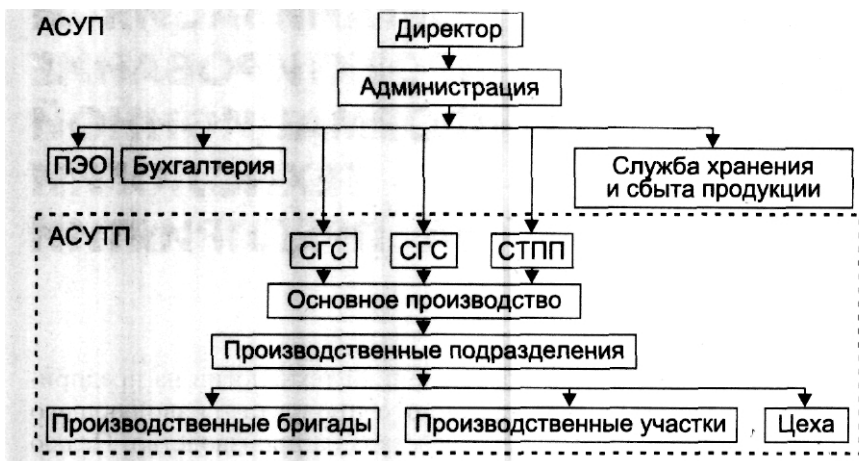 АСУП
Директор
Администрация
ПЭО
Бухгалтерия
Служба хранения
и сбыта продукции
АСУТП
СГС
СГС
СТПП
Основное производство
Производственные подразделения
Производственные бригады
Производственные участки
Цеха